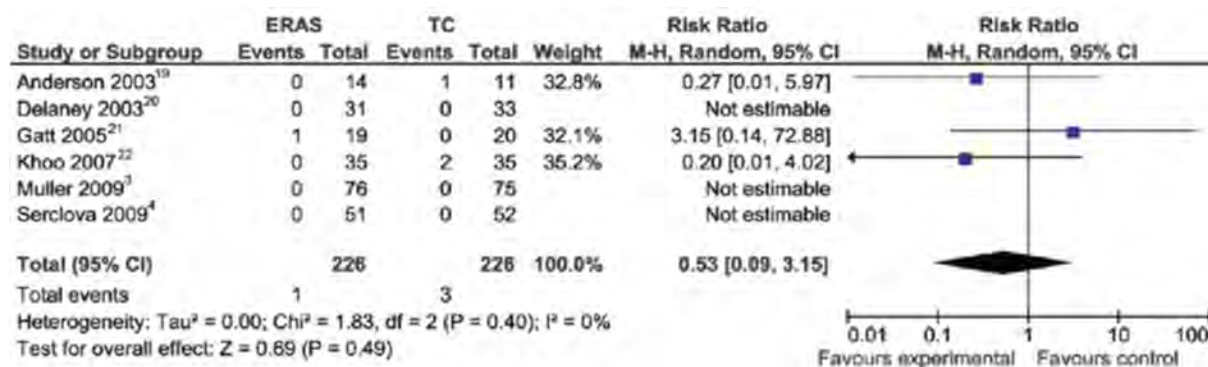 ERAS TC Risk Ratio Risk Ratio
Study or Subgroup Events Total Events Total Weight M-H, Random, 95% CI M-H, Random, 95% CI
Anderson 2003¹⁹ 0 14 1 11 32.8% 0.27 [0.01, 5.97]
Delaney 2003²⁰ 0 31 0 33 Not estimable
Gatt 2005²¹ 1 19 0 20 32.1% 3.15 [0.14, 72.88]
Khoo 2007²² 0 35 2 35 35.2% 0.20 [0.01, 4.02]
Muller 2009³ 0 76 0 75 Not estimable
Serclova 2009⁴ 0 51 0 52 Not estimable
Total (95% CI) 226 226 100.0% 0.53 [0.09, 3.15]
Total events 1 3
Heterogeneity: Tau² = 0.00; Chi² = 1.83, df = 2 (P = 0.40); I² = 0%
Test for overall effect: Z = 0.69 (P = 0.49)
0.01 0.1 1 10 100
Favours experimental Favours control